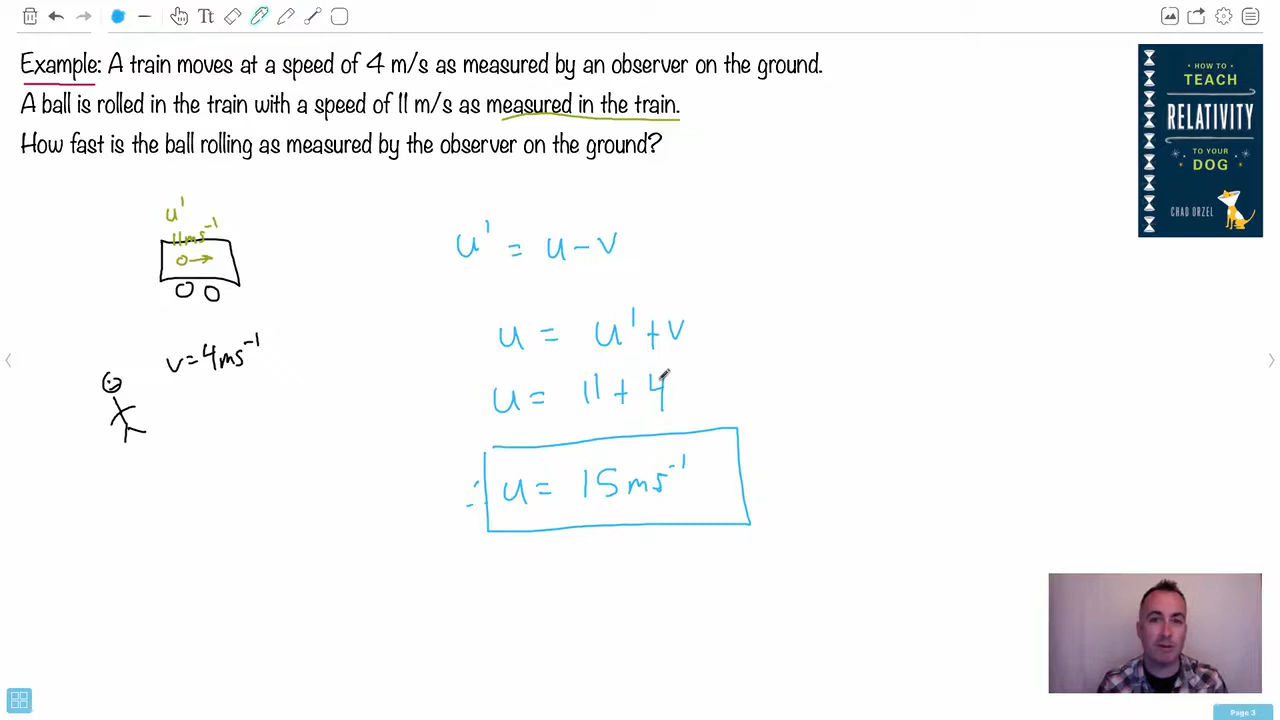 Tt
Example: A train moves at a speed of 4 m/s as measured by an observer on the ground.
A ball is rolled in the train with a speed of 11 m/s as measured in the train.
How fast is the ball rolling as measured by the observer on the ground?
u'
11ms⁻¹
v=4ms⁻¹
u' = u-v
u = u'+v
u = 11+4
∴ u = 15ms⁻¹
HOW TO
TEACH
RELATIVITY
TO YOUR
DOG
CHAD ORZEL
Page 3